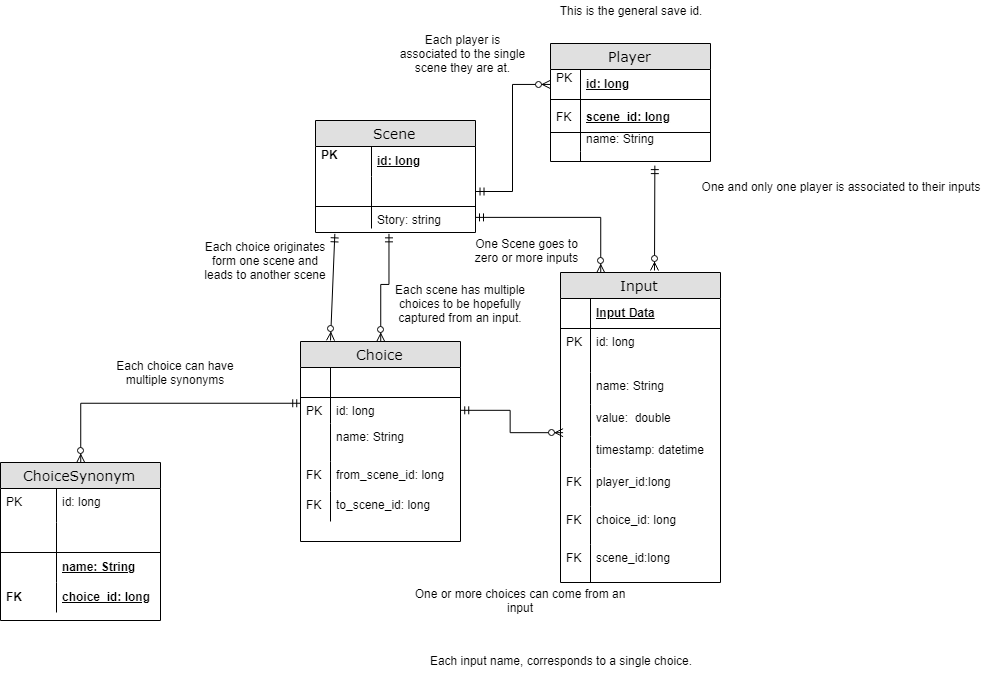 This is the general save id.
Each player is
associated to the single
scene they are at.
Player
PK id: long
FK scene_id: long
name: String
Scene
PK id: long
Story: string
One and only one player is associated to their inputs
Each choice originates
form one scene and
leads to another scene
One Scene goes to
zero or more inputs
Each scene has multiple
choices to be hopefully
captured from an input.
Input
Input Data
PK id: long
name: String
value: double
timestamp: datetime
FK player_id:long
FK choice_id: long
FK scene_id:long
Choice
PK id: long
name: String
FK from_scene_id: long
FK to_scene_id: long
Each choice can have
multiple synonyms
ChoiceSynonym
PK id: long
name: String
FK choice_id: long
One or more choices can come from an
input
Each input name, corresponds to a single choice.